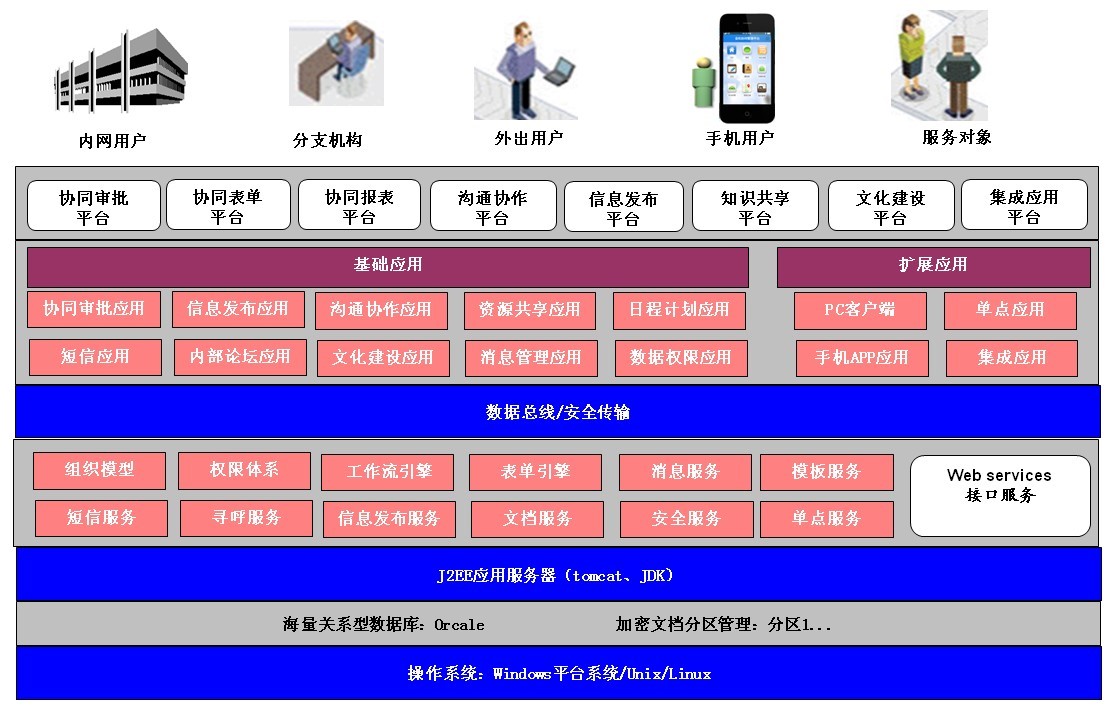 内网用户
分支机构
外出用户
手机用户
服务对象
协同审批
平台
协同表单
平台
协同报表
平台
沟通协作
平台
信息发布
平台
知识共享
平台
文化建设
平台
集成应用
平台
基础应用
扩展应用
协同审批应用
信息发布应用
沟通协作应用
资源共享应用
日程计划应用
PC客户端
单点应用
短信应用
内部论坛应用
文化建设应用
消息管理应用
数据权限应用
手机APP应用
集成应用
数据总线/安全传输
组织模型
权限体系
工作流引擎
表单引擎
消息服务
模板服务
Web services
接口服务
短信服务
寻呼服务
信息发布服务
文档服务
安全服务
单点服务
J2EE应用服务器（tomcat、JDK）
海量关系型数据库：Orcale
加密文档分区管理：分区1...
操作系统：Windows平台系统/Unix/Linux